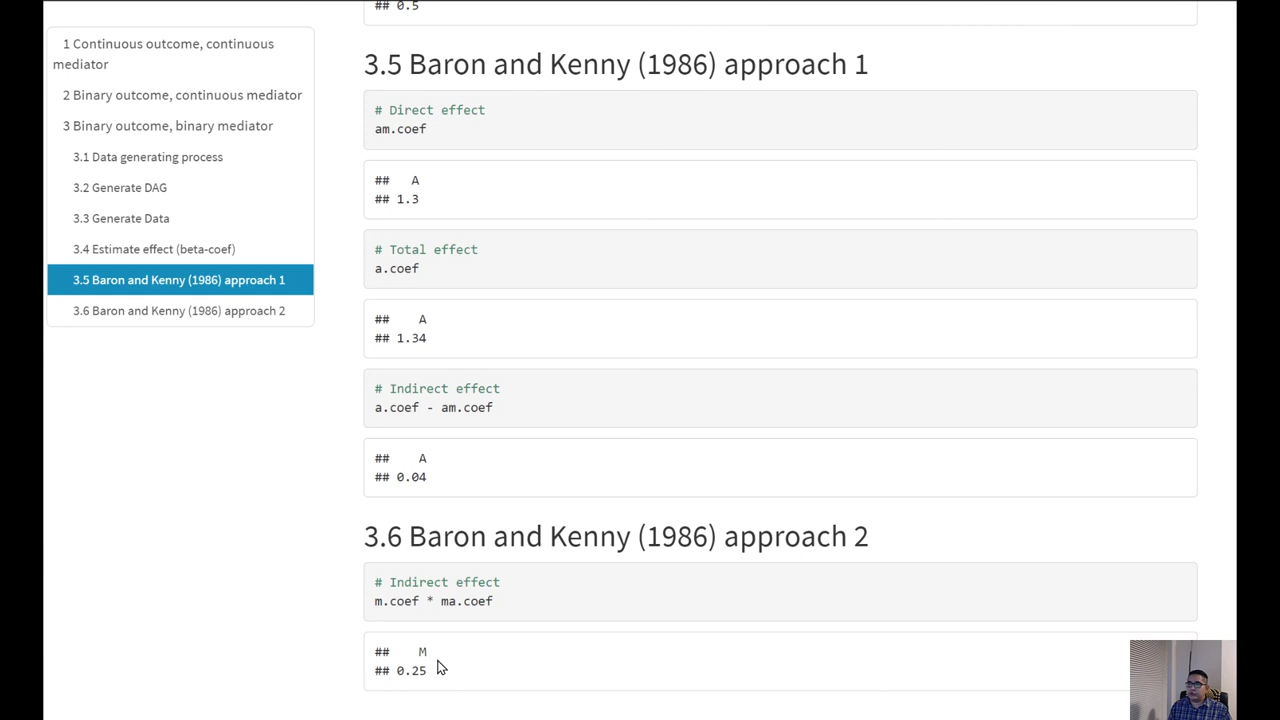 1 Continuous outcome, continuous
mediator
2 Binary outcome, continuous mediator
3 Binary outcome, binary mediator
3.1 Data generating process
3.2 Generate DAG
3.3 Generate Data
3.4 Estimate effect (beta-coef)
3.5 Baron and Kenny (1986) approach 1
3.6 Baron and Kenny (1986) approach 2
## 0.5
3.5 Baron and Kenny (1986) approach 1
# Direct effect
am.coef
##   A
## 1.3
# Total effect
a.coef
##    A
## 1.34
# Indirect effect
a.coef - am.coef
##    A
## 0.04
3.6 Baron and Kenny (1986) approach 2
# Indirect effect
m.coef * ma.coef
##    M
## 0.25